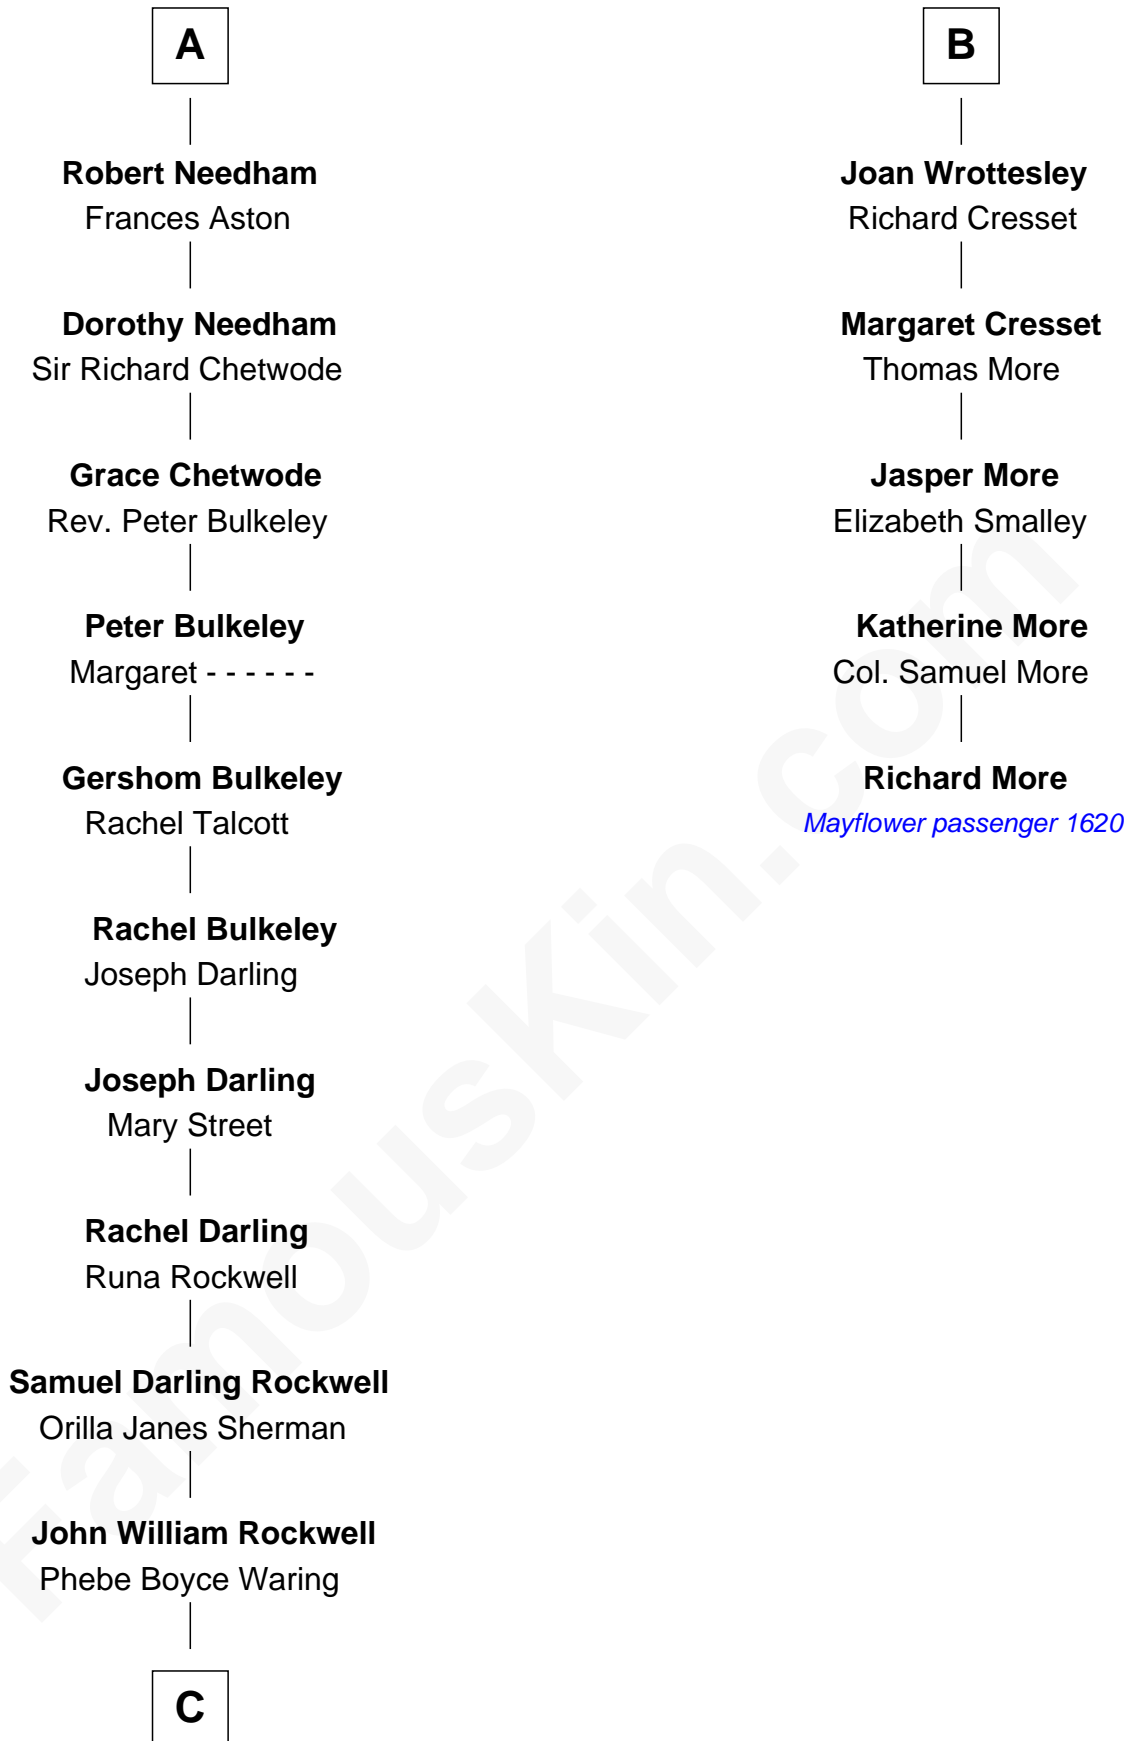 A
Robert Needham
Frances Aston
Dorothy Needham
Sir Richard Chetwode
Grace Chetwode
Rev. Peter Bulkeley
Peter Bulkeley
Margaret - - - - - -
Gershom Bulkeley
Rachel Talcott
Rachel Bulkeley
Joseph Darling
Joseph Darling
Mary Street
Rachel Darling
Runa Rockwell
Samuel Darling Rockwell
Orilla Janes Sherman
John William Rockwell
Phebe Boyce Waring
C
B
Joan Wrottesley
Richard Cresset
Margaret Cresset
Thomas More
Jasper More
Elizabeth Smalley
Katherine More
Col. Samuel More
Richard More
Mayflower passenger 1620
FamousKin.com